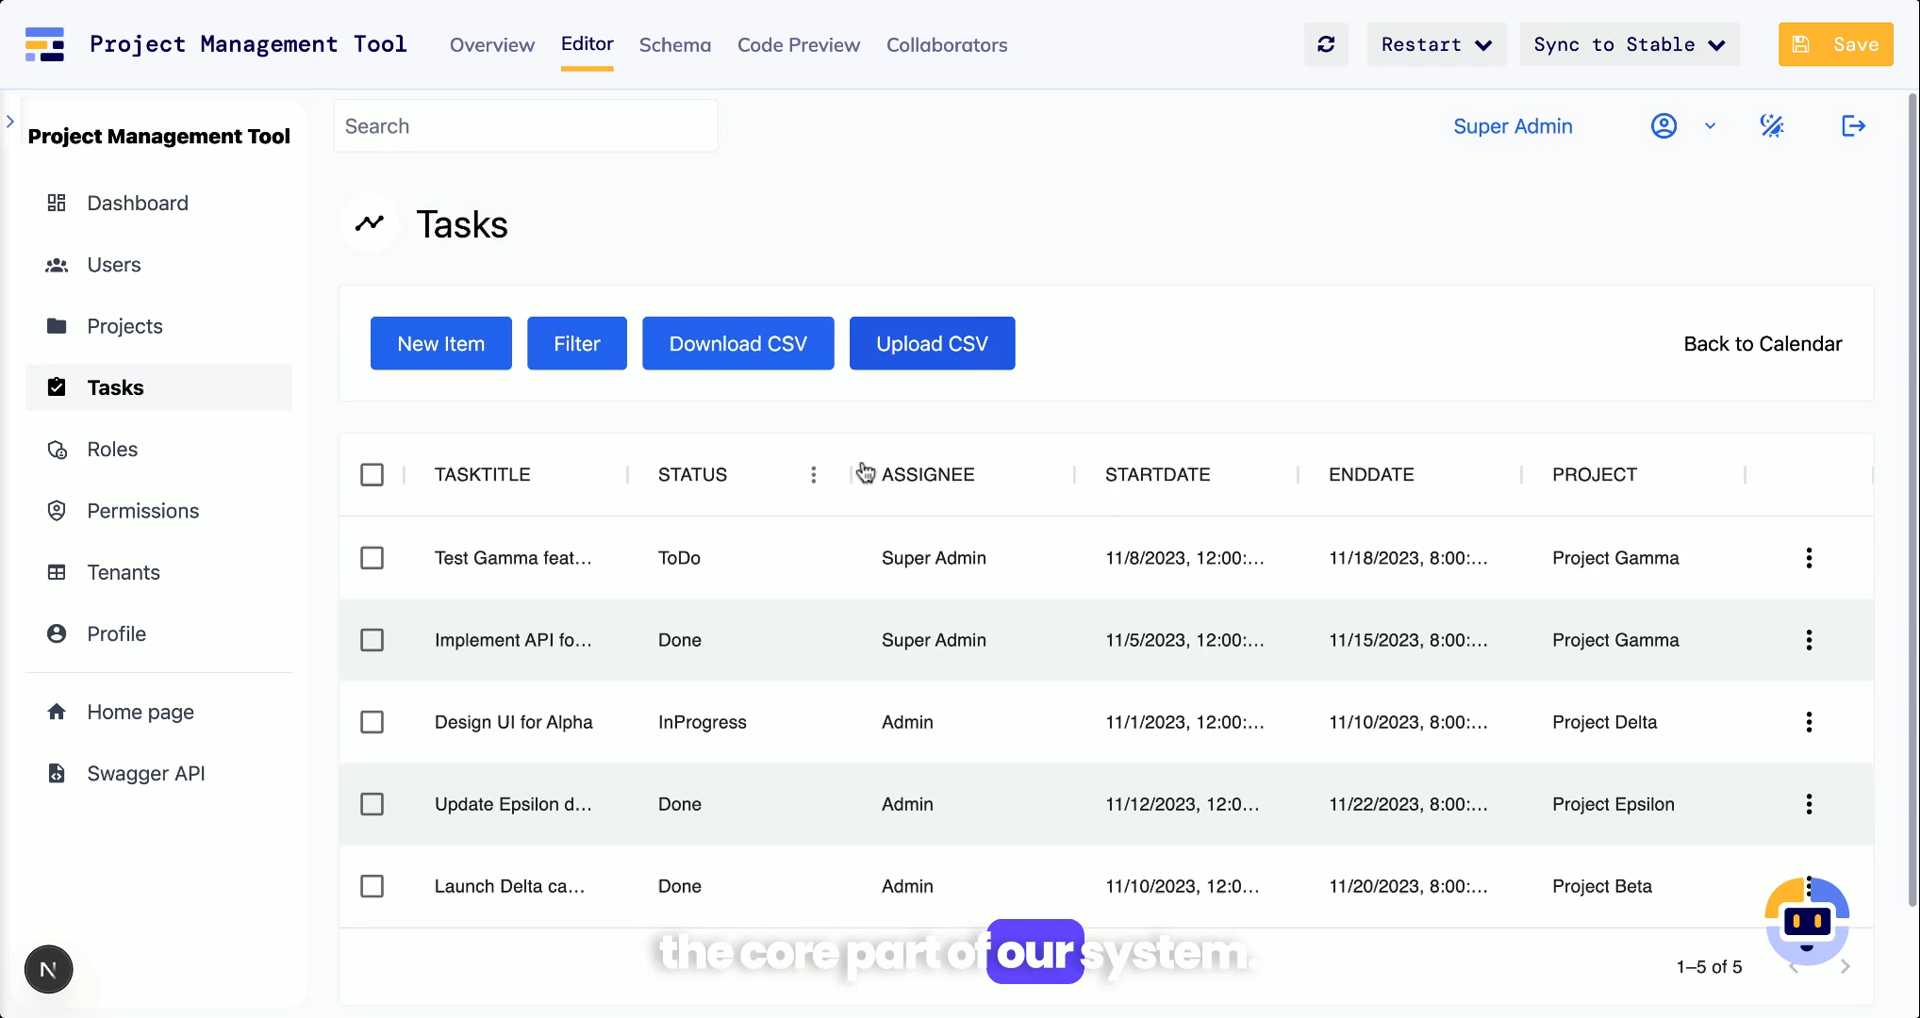 Project Management Tool Overview Editor Schema Code Preview Collaborators Restart Sync to Stable Save
Project Management Tool
Search
Super Admin
Dashboard
Users
Projects
Tasks
Roles
Permissions
Tenants
Profile
Home page
Swagger API
N
Tasks
New Item Filter Download CSV Upload CSV Back to Calendar
TASKTITLE STATUS ASSIGNEE STARTDATE ENDDATE PROJECT
Test Gamma feat... ToDo Super Admin 11/8/2023, 12:00:... 11/18/2023, 8:00:... Project Gamma
Implement API fo... Done Super Admin 11/5/2023, 12:00:... 11/15/2023, 8:00:... Project Gamma
Design UI for Alpha InProgress Admin 11/1/2023, 12:00:... 11/10/2023, 8:00:... Project Delta
Update Epsilon d... Done Admin 11/12/2023, 12:0... 11/22/2023, 8:00:... Project Epsilon
Launch Delta ca... Done Admin 11/10/2023, 12:0... 11/20/2023, 8:00:... Project Beta
the core part of our system.
1–5 of 5